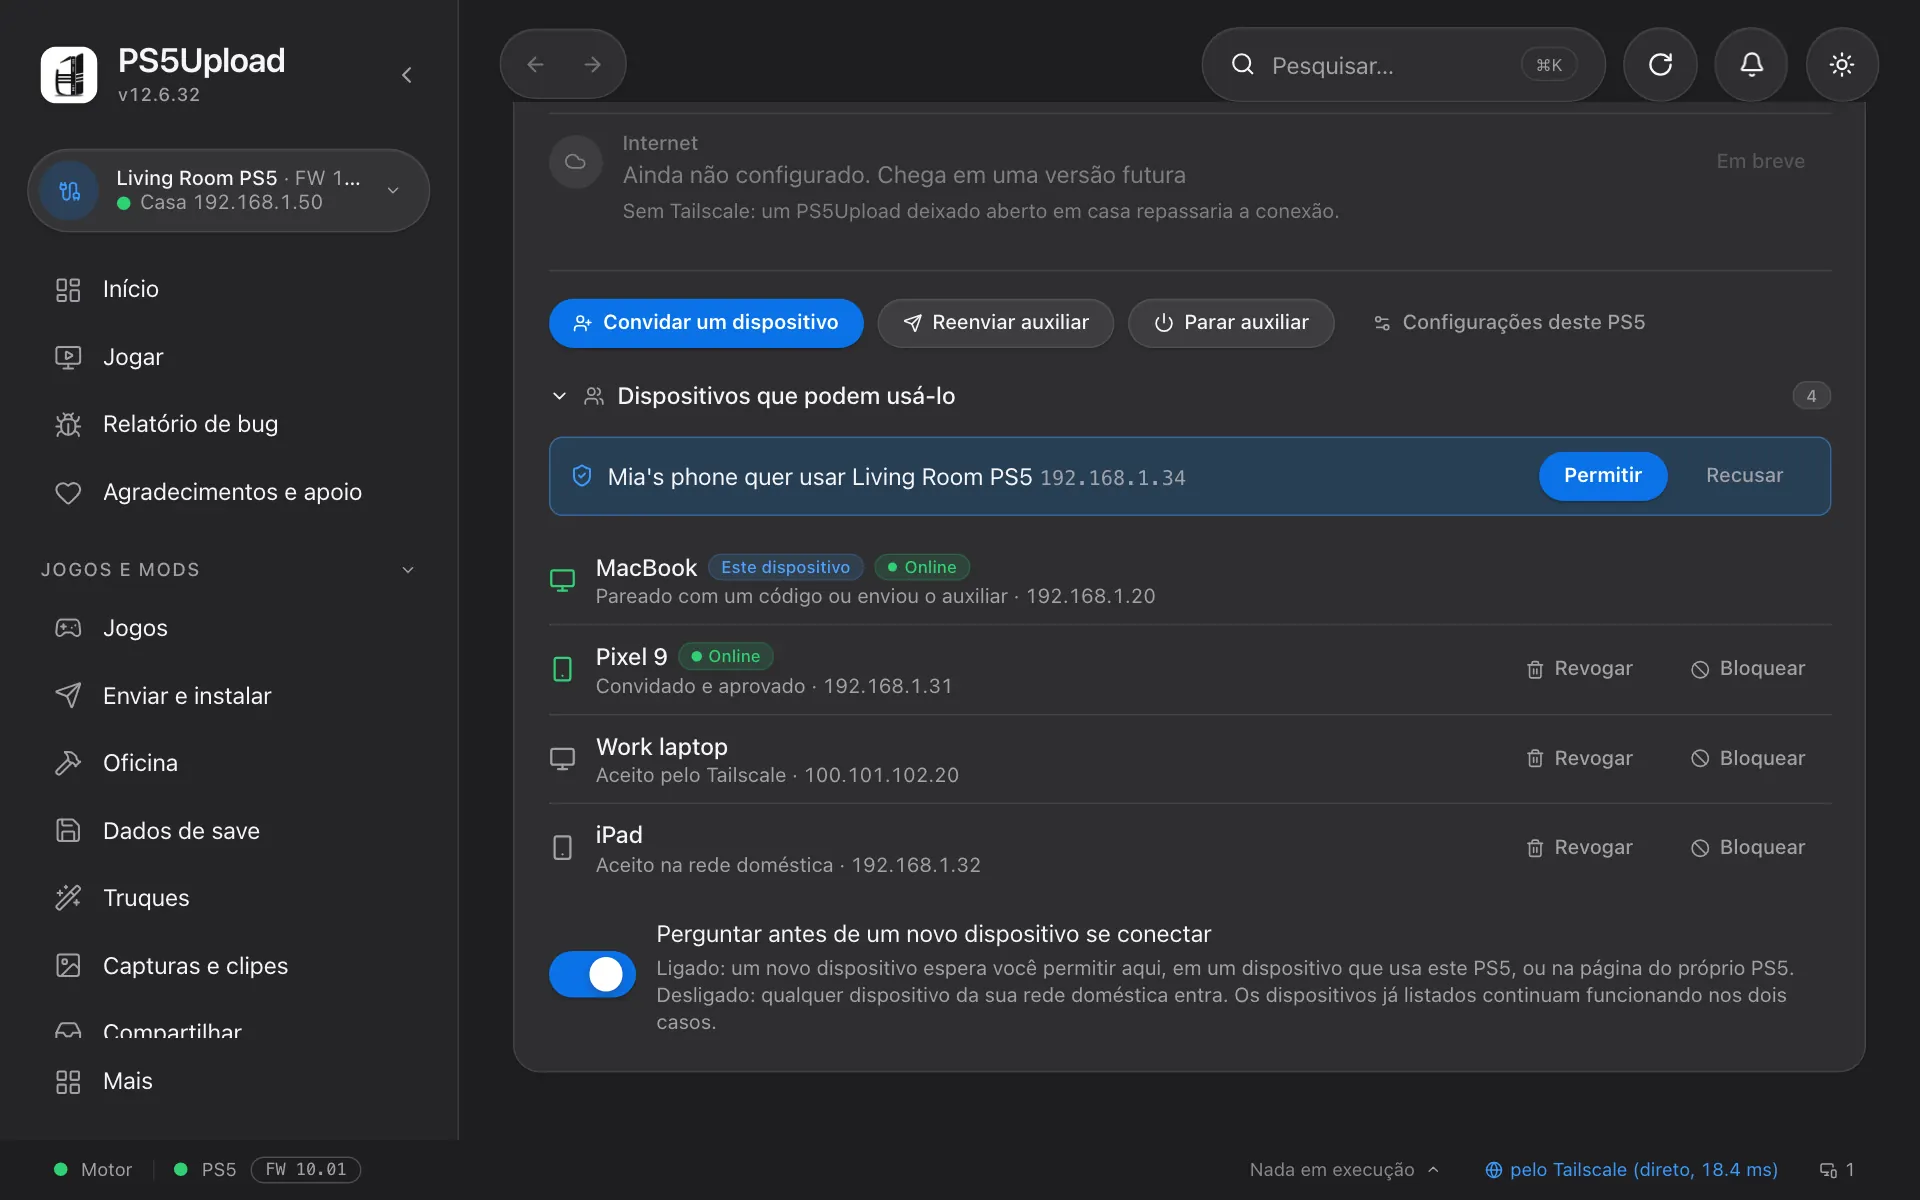 PS5Upload
v12.6.32
Living Room PS5 · FW 1...
Casa 192.168.1.50
Início
Jogar
Relatório de bug
Agradecimentos e apoio
JOGOS E MODS
Jogos
Enviar e instalar
Oficina
Dados de save
Truques
Capturas e clipes
Compartilhar
Mais
Pesquisar...
⌘K
Internet
Ainda não configurado. Chega em uma versão futura
Em breve
Sem Tailscale: um PS5Upload deixado aberto em casa repassaria a conexão.
Convidar um dispositivo
Reenviar auxiliar
Parar auxiliar
Configurações deste PS5
Dispositivos que podem usá-lo
4
Mia's phone quer usar Living Room PS5 192.168.1.34
Permitir
Recusar
MacBook
Este dispositivo
Online
Pareado com um código ou enviou o auxiliar · 192.168.1.20
Pixel 9
Online
Convidado e aprovado · 192.168.1.31
Revogar
Bloquear
Work laptop
Aceito pelo Tailscale · 100.101.102.20
Revogar
Bloquear
iPad
Aceito na rede doméstica · 192.168.1.32
Revogar
Bloquear
Perguntar antes de um novo dispositivo se conectar
Ligado: um novo dispositivo espera você permitir aqui, em um dispositivo que usa este PS5, ou na página do próprio PS5.
Desligado: qualquer dispositivo da sua rede doméstica entra. Os dispositivos já listados continuam funcionando nos dois
casos.
Motor
PS5
FW 10.01
Nada em execução
pelo Tailscale (direto, 18.4 ms)
1